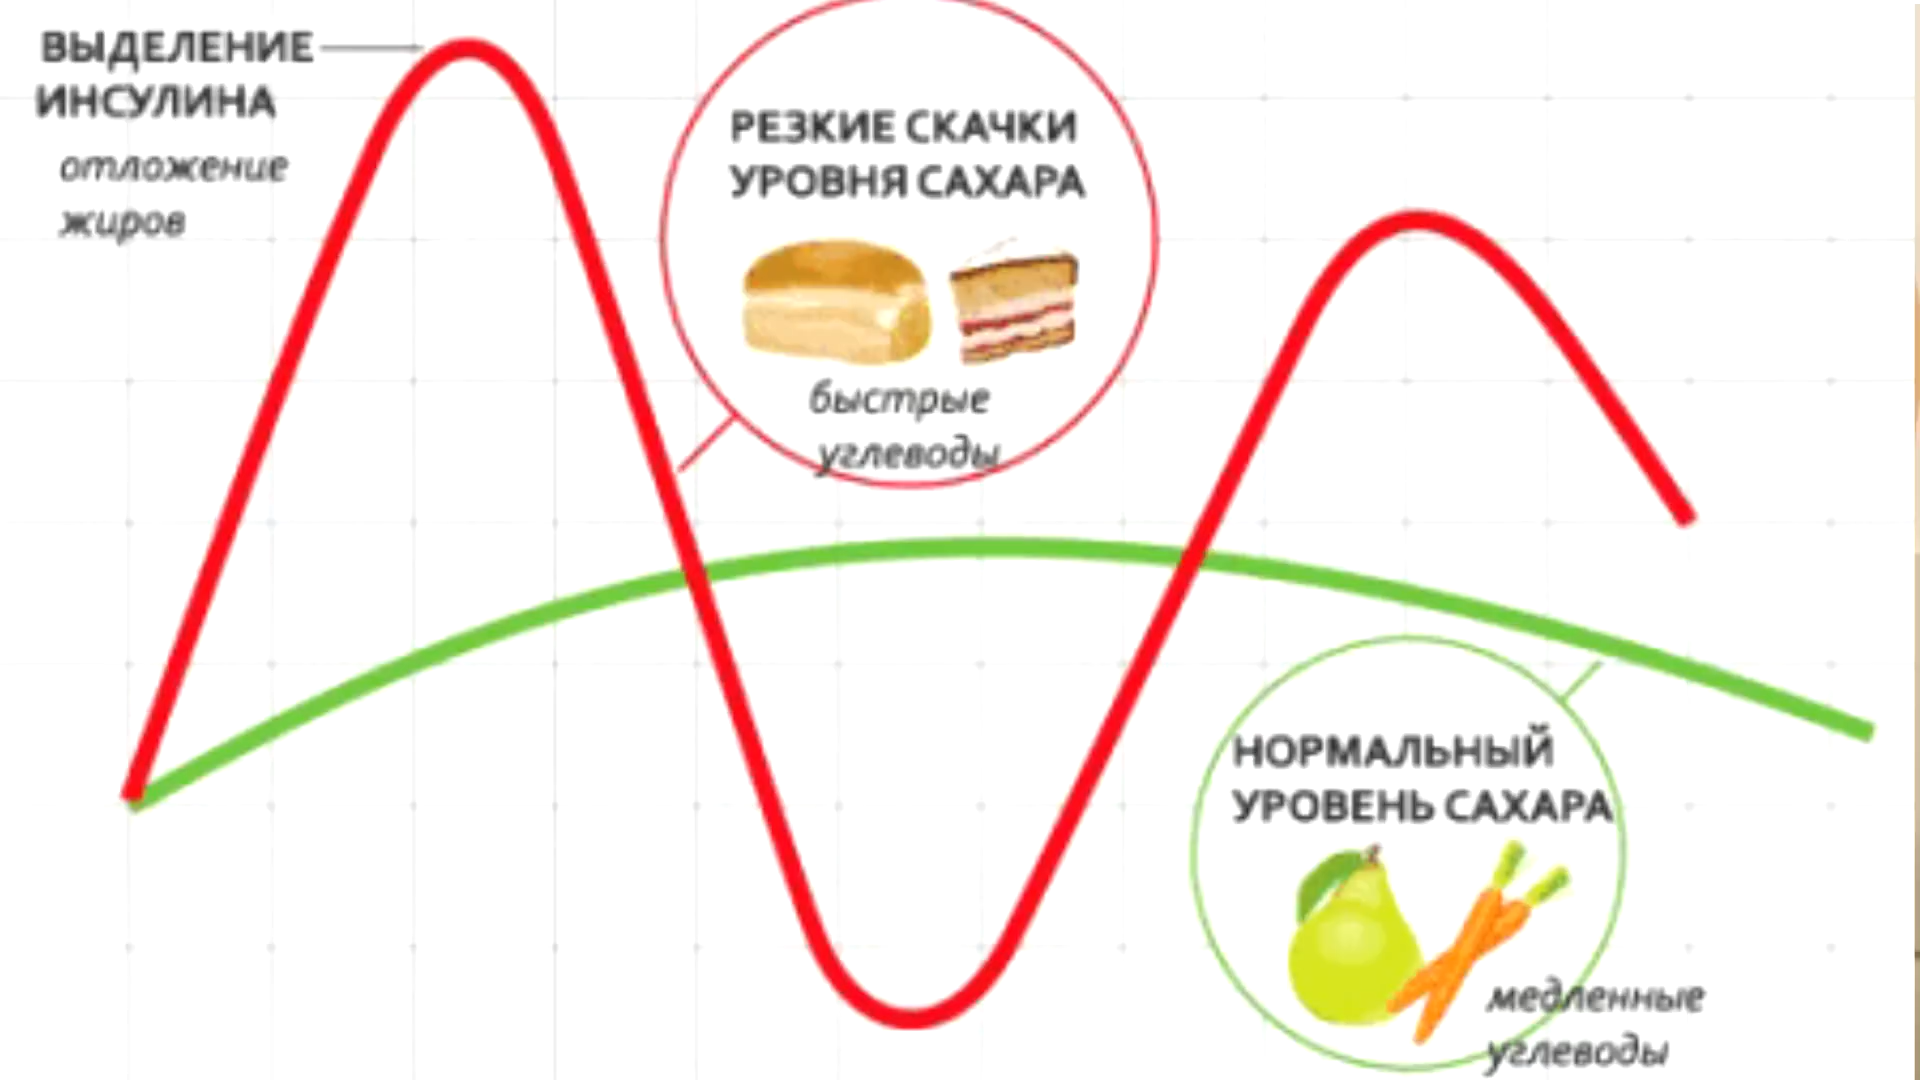 ВЫДЕЛЕНИЕ
ИНСУЛИНА
отложение
жиров
РЕЗКИЕ СКАЧКИ
УРОВНЯ САХАРА
быстрые
углеводы
НОРМАЛЬНЫЙ
УРОВЕНЬ САХАРА
медленные
углеводы